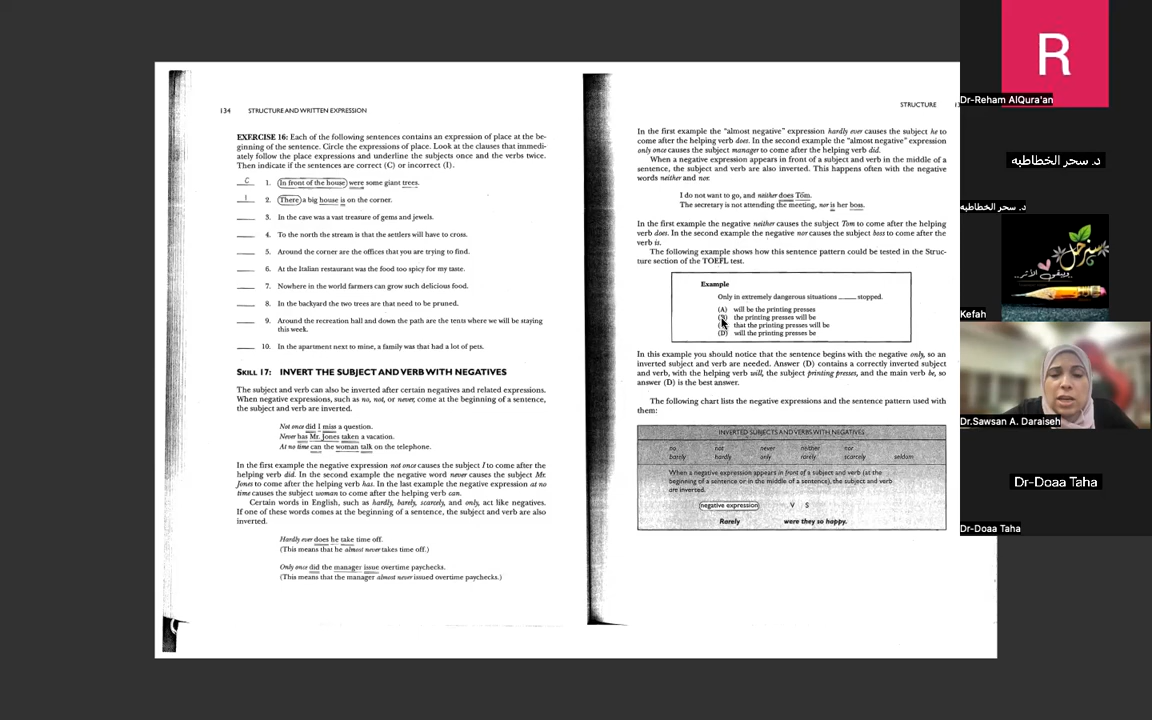 134 STRUCTURE AND WRITTEN EXPRESSION
EXERCISE 16: Each of the following sentences contains an expression of place at the be-
ginning of the sentence. Circle the expressions of place. Look at the clauses that immedi-
ately follow the place expressions and underline the subjects once and the verbs twice.
Then indicate if the sentences are correct (C) or incorrect (I).
C 1. In front of the house were some giant trees.
I 2. There a big house is on the corner.
3. In the cave was a vast treasure of gems and jewels.
4. To the north the stream is that the settlers will have to cross.
5. Around the corner are the offices that you are trying to find.
6. At the Italian restaurant was the food too spicy for my taste.
7. Nowhere in the world farmers can grow such delicious food.
8. In the backyard the two trees are that need to be pruned.
9. Around the recreation hall and down the path are the tents where we will be staying
this week.
10. In the apartment next to mine, a family was that had a lot of pets.
SKILL 17: INVERT THE SUBJECT AND VERB WITH NEGATIVES
The subject and verb can also be inverted after certain negatives and related expressions.
When negative expressions, such as no, not, or never, come at the beginning of a sentence,
the subject and verb are inverted.
Not once did I miss a question.
Never has Mr. Jones taken a vacation.
At no time can the woman talk on the telephone.
In the first example the negative expression not once causes the subject I to come after the
helping verb did. In the second example the negative word never causes the subject Mr.
Jones to come after the helping verb has. In the last example the negative expression at no
time causes the subject woman to come after the helping verb can.
Certain words in English, such as hardly, barely, scarcely, and only, act like negatives.
If one of these words comes at the beginning of a sentence, the subject and verb are also
inverted.
Hardly ever does he take time off.
(This means that he almost never takes time off.)
Only once did the manager issue overtime paychecks.
(This means that the manager almost never issued overtime paychecks.)
STRUCTURE
In the first example the "almost negative" expression hardly ever causes the subject he to
come after the helping verb does. In the second example the "almost negative" expression
only once causes the subject manager to come after the helping verb did.
When a negative expression appears in front of a subject and verb in the middle of a
sentence, the subject and verb are also inverted. This happens often with the negative
words neither and nor.
I do not want to go, and neither does Tom.
The secretary is not attending the meeting, nor is her boss.
In the first example the negative neither causes the subject Tom to come after the helping
verb does. In the second example the negative nor causes the subject boss to come after the
verb is.
The following example shows how this sentence pattern could be tested in the Struc-
ture section of the TOEFL test.
Example
Only in extremely dangerous situations ____ stopped.
(A) will be the printing presses
(B) the printing presses will be
that the printing presses will be
(D) will the printing presses be
In this example you should notice that the sentence begins with the negative only, so an
inverted subject and verb are needed. Answer (D) contains a correctly inverted subject
and verb, with the helping verb will, the subject printing presses, and the main verb be, so
answer (D) is the best answer.
The following chart lists the negative expressions and the sentence pattern used with
them:
INVERTED SUBJECTS AND VERBS WITH NEGATIVES
no not never neither nor
barely hardly only rarely scarcely seldom
When a negative expression appears in front of a subject and verb (at the
beginning of a sentence or in the middle of a sentence), the subject and verb
are inverted.
negative expression V S
Rarely were they so happy.
R
Dr-Reham AlQura'an
د. سحر الخطاطبه
د. سحر الخطاطبه
سنرحل
ويبقى الأثر..
Kefah
Dr.Sawsan A. Daraiseh
Dr-Doaa Taha
Dr-Doaa Taha